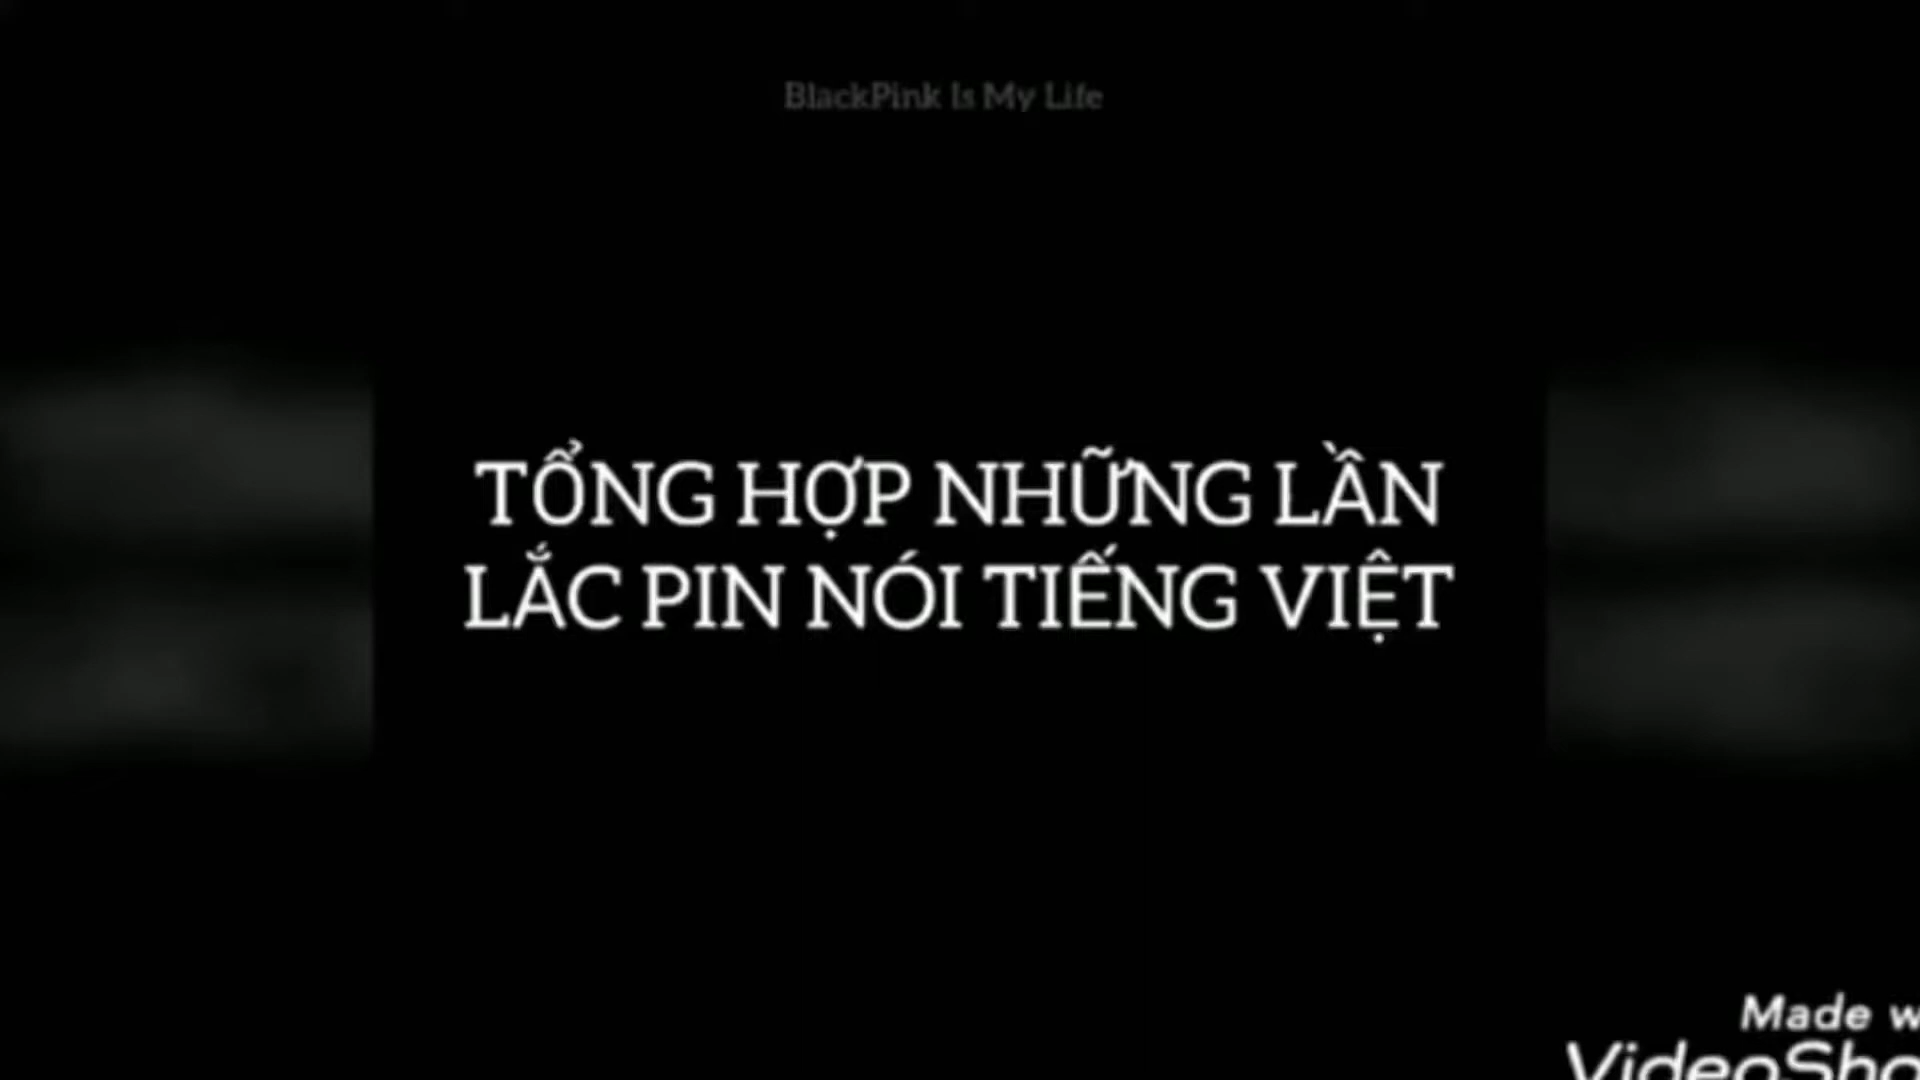 BlackPink Is My Life
TỔNG HỢP NHỮNG LẦN
LẮC PIN NÓI TIẾNG VIỆT
Made w
VideoSho